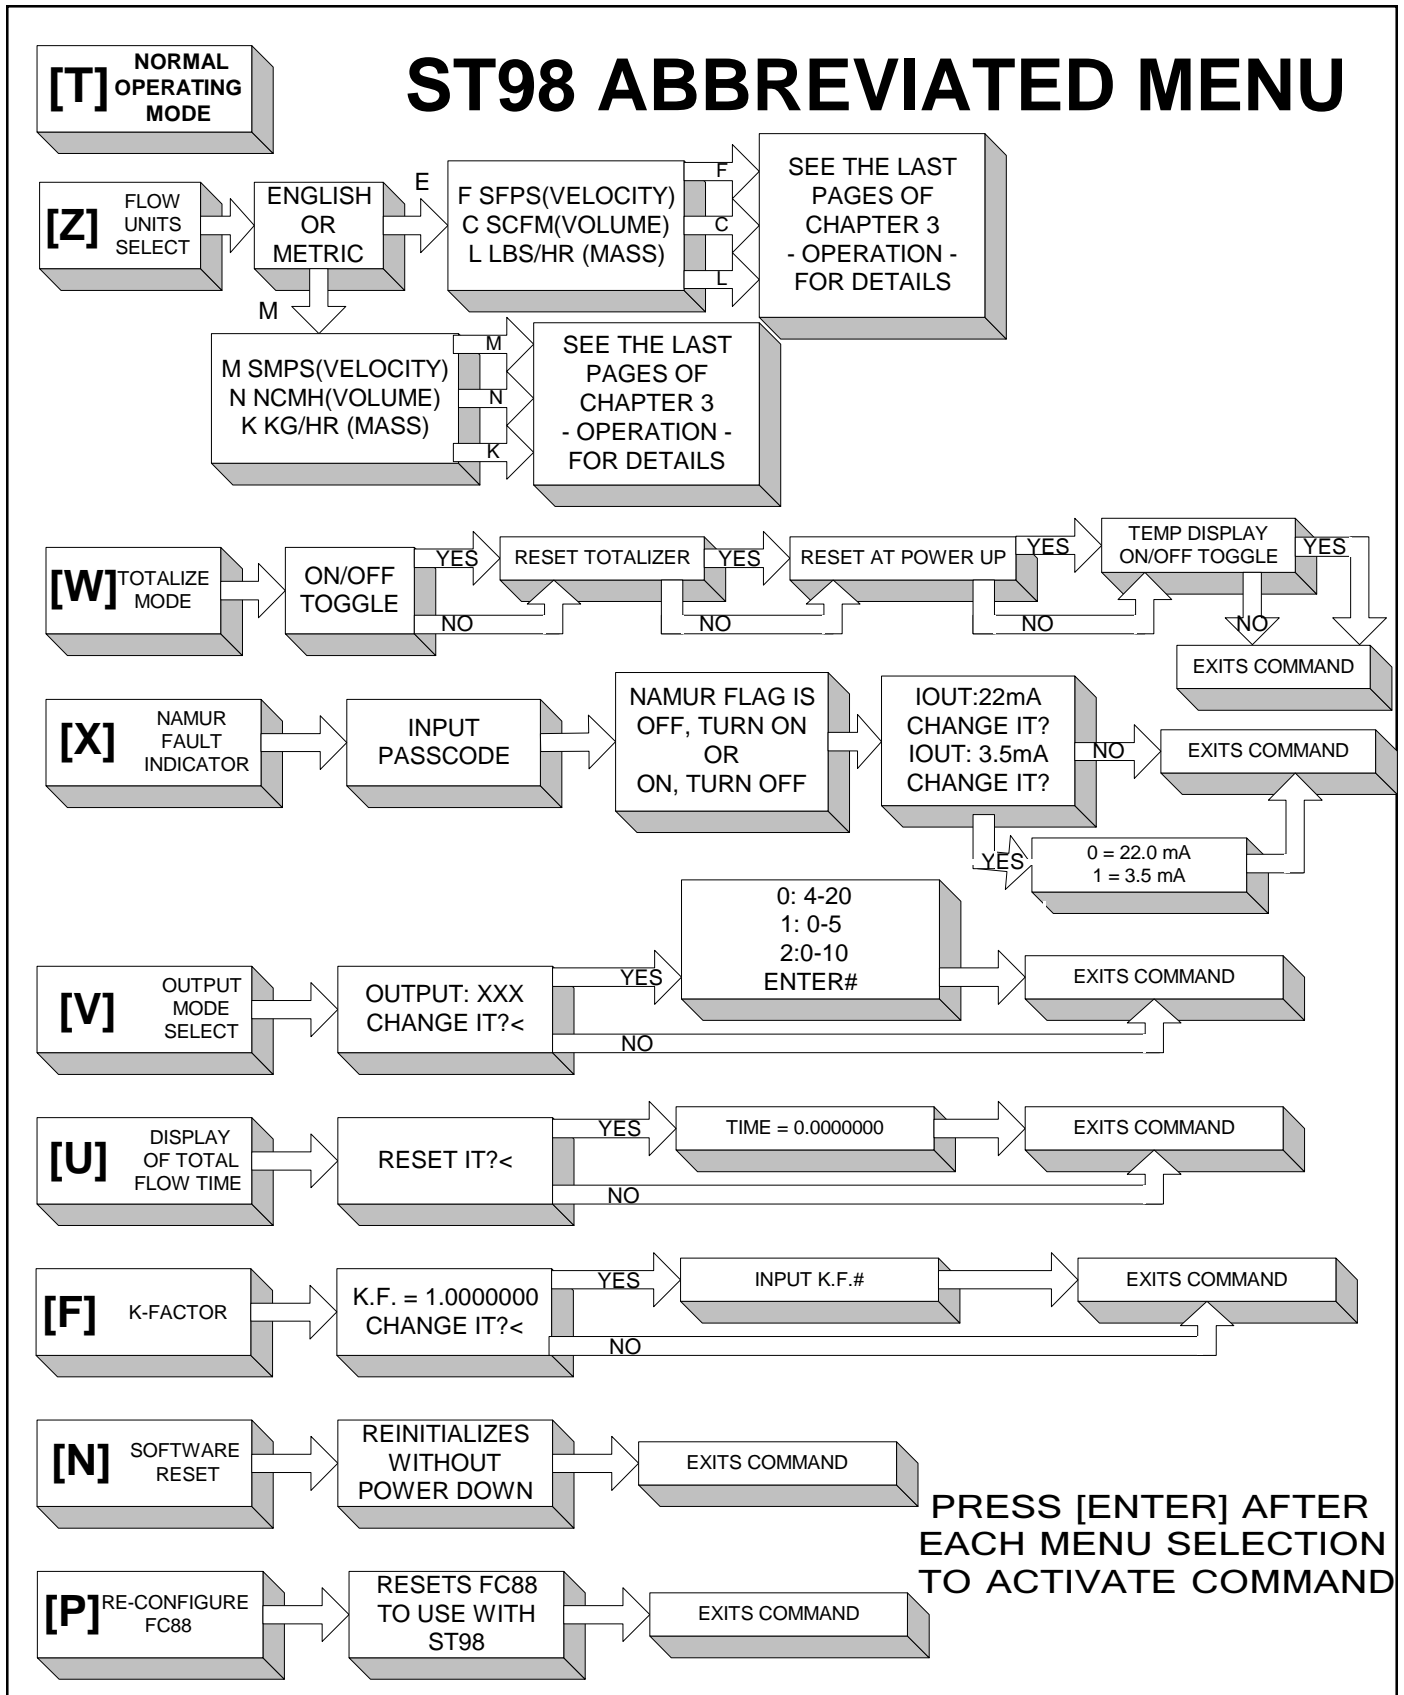 ST98 ABBREVIATED MENU
[T] NORMAL
OPERATING
MODE
[Z] FLOW
UNITS
SELECT
ENGLISH
OR
METRIC
E
F SFPS(VELOCITY)
C SCFM(VOLUME)
L LBS/HR (MASS)
F
C
L
SEE THE LAST
PAGES OF
CHAPTER 3
- OPERATION -
FOR DETAILS
M
M SMPS(VELOCITY)
N NCMH(VOLUME)
K KG/HR (MASS)
M
N
K
SEE THE LAST
PAGES OF
CHAPTER 3
- OPERATION -
FOR DETAILS
[W] TOTALIZE
MODE
ON/OFF
TOGGLE
YES
NO
RESET TOTALIZER
YES
NO
RESET AT POWER UP
YES
NO
TEMP DISPLAY
ON/OFF TOGGLE
YES
NO
EXITS COMMAND
[X] NAMUR
FAULT
INDICATOR
INPUT
PASSCODE
NAMUR FLAG IS
OFF, TURN ON
OR
ON, TURN OFF
IOUT:22mA
CHANGE IT?
IOUT: 3.5mA
CHANGE IT?
NO
EXITS COMMAND
YES
0 = 22.0 mA
1 = 3.5 mA
[V] OUTPUT
MODE
SELECT
OUTPUT: XXX
CHANGE IT?<
YES
0: 4-20
1: 0-5
2:0-10
ENTER#
EXITS COMMAND
NO
[U] DISPLAY
OF TOTAL
FLOW TIME
RESET IT?<
YES
TIME = 0.0000000
EXITS COMMAND
NO
[F] K-FACTOR
K.F. = 1.0000000
CHANGE IT?<
YES
INPUT K.F.#
EXITS COMMAND
NO
[N] SOFTWARE
RESET
REINITIALIZES
WITHOUT
POWER DOWN
EXITS COMMAND
[P] RE-CONFIGURE
FC88
RESETS FC88
TO USE WITH
ST98
EXITS COMMAND
PRESS [ENTER] AFTER
EACH MENU SELECTION
TO ACTIVATE COMMAND